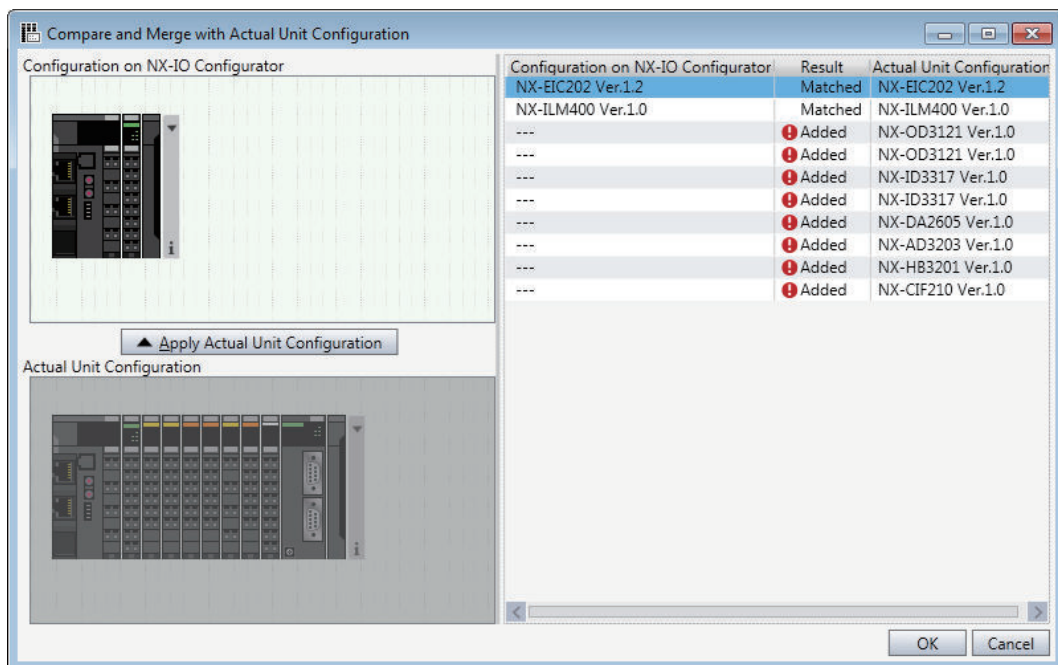 Compare and Merge with Actual Unit Configuration
Configuration on NX-IO Configurator
Apply Actual Unit Configuration
Actual Unit Configuration
Configuration on NX-IO Configurator Result Actual Unit Configuration
NX-EIC202 Ver.1.2 Matched NX-EIC202 Ver.1.2
NX-ILM400 Ver.1.0 Matched NX-ILM400 Ver.1.0
--- Added NX-OD3121 Ver.1.0
--- Added NX-OD3121 Ver.1.0
--- Added NX-ID3317 Ver.1.0
--- Added NX-ID3317 Ver.1.0
--- Added NX-DA2605 Ver.1.0
--- Added NX-AD3203 Ver.1.0
--- Added NX-HB3201 Ver.1.0
--- Added NX-CIF210 Ver.1.0
OK Cancel